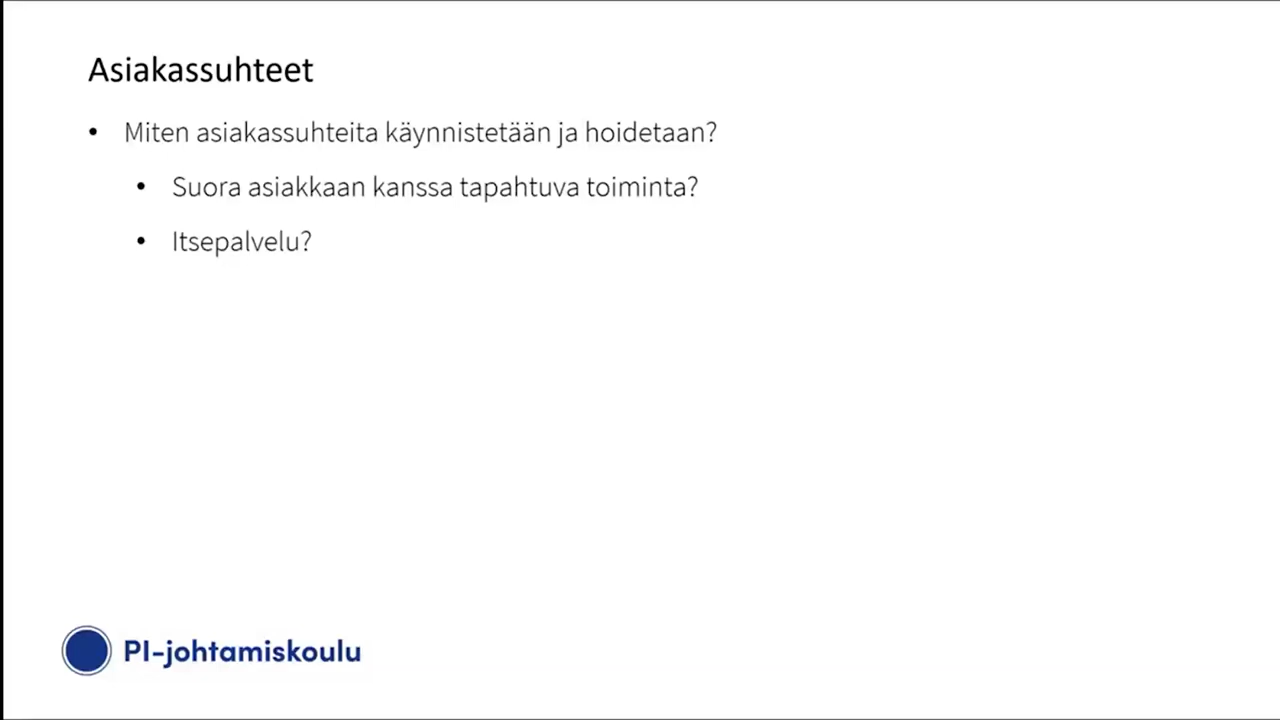 Asiakassuhteet
• Miten asiakassuhteita käynnistetään ja hoidetaan?
• Suora asiakkaan kanssa tapahtuva toiminta?
• Itsepalvelu?
PI-johtamiskoulu